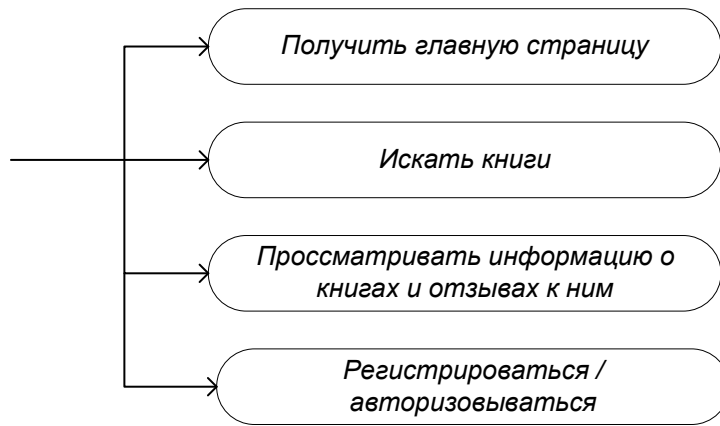 Получить главную страницу
Искать книги
Проссматривать информацию о
книгах и отзывах к ним
Регистрироваться /
авторизовываться